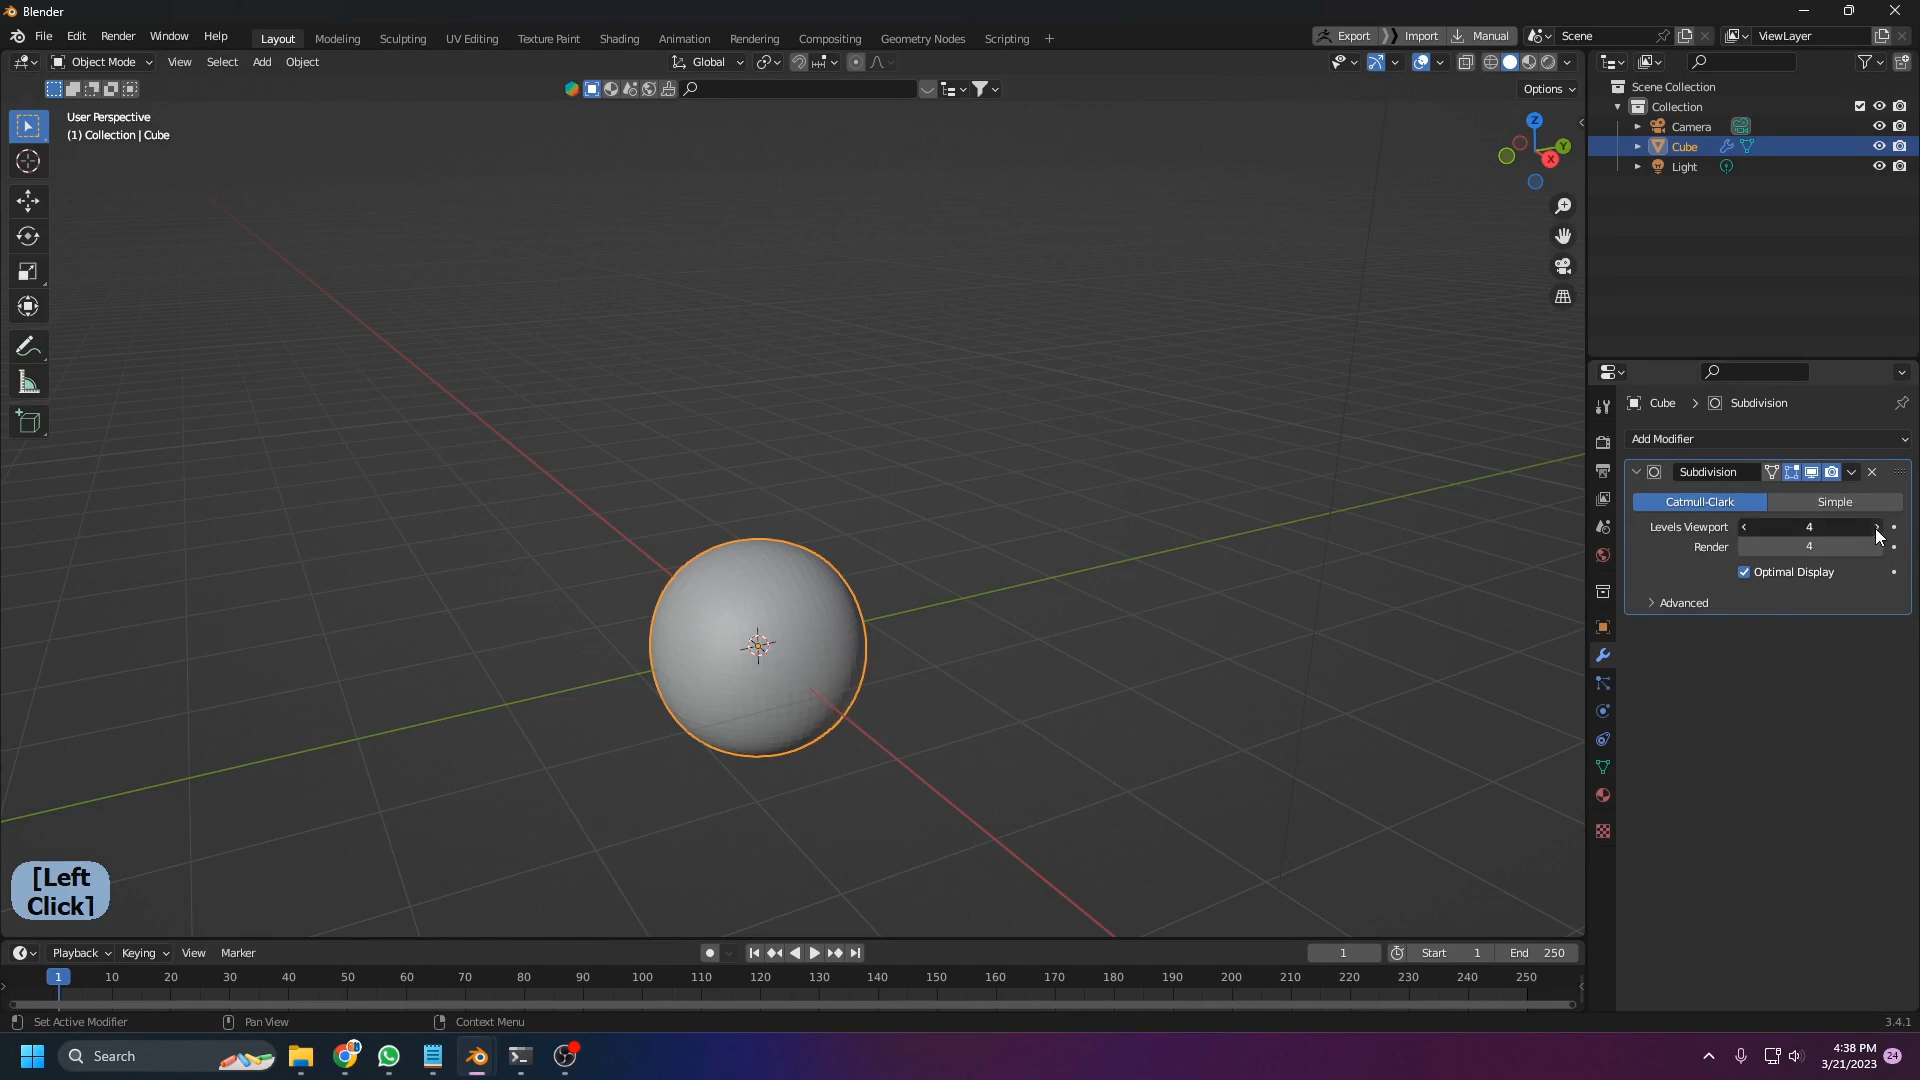 Blender
File Edit Render Window Help Layout Modeling Sculpting UV Editing Texture Paint Shading Animation Rendering Compositing Geometry Nodes Scripting + Export Import Manual Scene ViewLayer
Object Mode View Select Add Object Global
Options
User Perspective
(1) Collection | Cube
Z
Y
X
Scene Collection
Collection
Camera
Cube
Light
Cube > Subdivision
Add Modifier
Subdivision
Catmull-Clark Simple
Levels Viewport 4
Render 4
Optimal Display
Advanced
[Left
Click]
Playback Keying View Marker 1 Start 1 End 250
1 10 20 30 40 50 60 70 80 90 100 110 120 130 140 150 160 170 180 190 200 210 220 230 240 250
Set Active Modifier Pan View Context Menu 3.4.1
Search
4:38 PM
3/21/2023
24